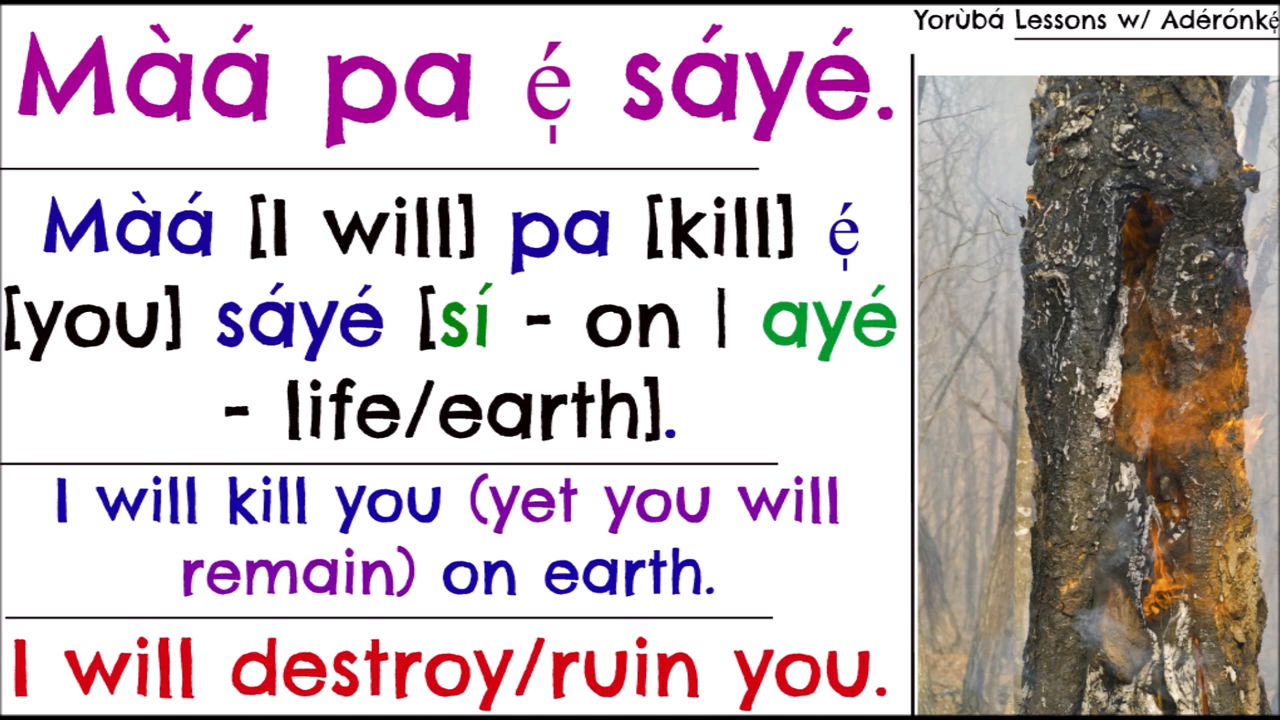 Yorùbá Lessons w/ Adérónkẹ́
Màá pa ẹ́ sáyé.
Màá [I will] pa [kill] ẹ́
[you] sáyé [sí - on | ayé
- life/earth].
I will kill you (yet you will
remain) on earth.
I will destroy/ruin you.